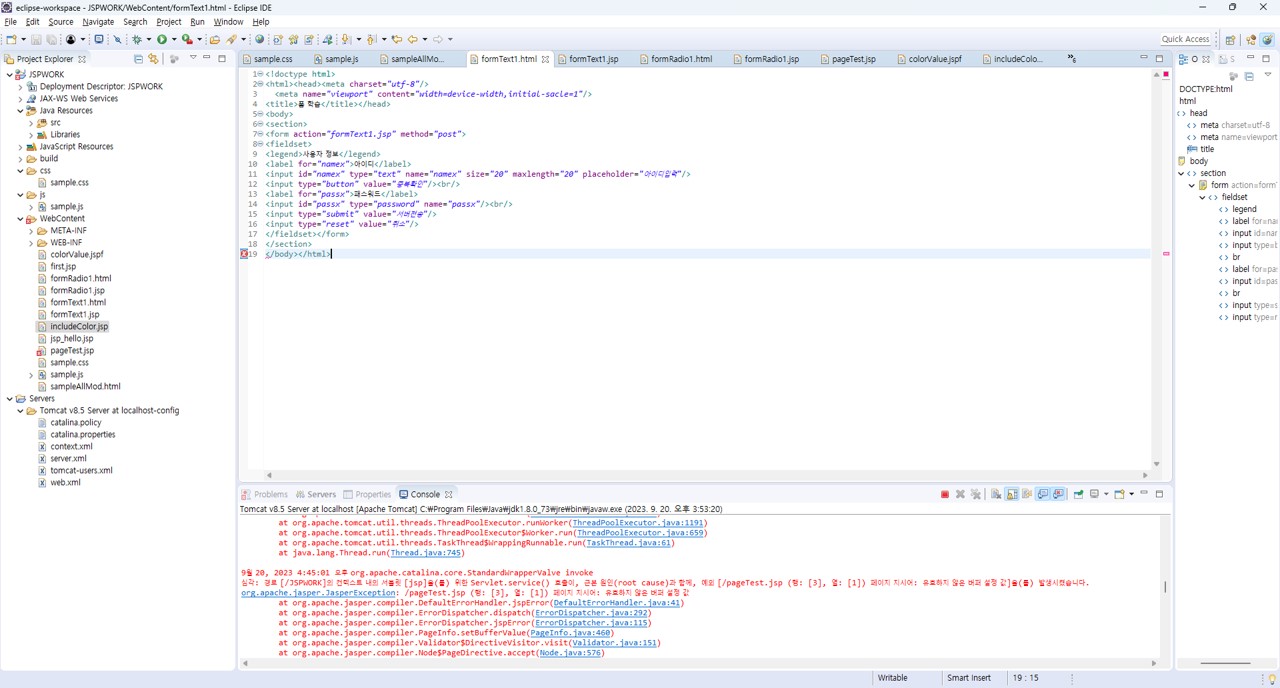 eclipse-workspace - JSPWORK/WebContent/formText1.html - Eclipse IDE
File Edit Source Navigate Search Project Run Window Help
Quick Access
Project Explorer
JSPWORK
Deployment Descriptor: JSPWORK
JAX-WS Web Services
Java Resources
src
Libraries
JavaScript Resources
build
css
sample.css
js
sample.js
WebContent
META-INF
WEB-INF
colorValue.jspf
first.jsp
formRadio1.html
formRadio1.jsp
formText1.html
formText1.jsp
includeColor.jsp
jsp_hello.jsp
pageTest.jsp
sample.css
sample.js
sampleAllMod.html
Servers
Tomcat v8.5 Server at localhost-config
catalina.policy
catalina.properties
context.xml
server.xml
tomcat-users.xml
web.xml
sample.css sample.js sampleAllMo... formText1.html formText1.jsp formRadio1.html formRadio1.jsp pageTest.jsp colorValue.jspf includeColo... »6
1 <!doctype html>
2 <html><head><meta charset="utf-8"/>
3 <meta name="viewport" content="width=device-width,initial-sacle=1"/>
4 <title>폼 학습</title></head>
5 <body>
6 <section>
7 <form action="formText1.jsp" method="post">
8 <fieldset>
9 <legend>사용자 정보</legend>
10 <label for="namex">아이디</label>
11 <input id="namex" type="text" name="namex" size="20" maxlength="20" placeholder="아이디입력"/>
12 <input type="button" value="중복확인"/><br/>
13 <label for="passx">패스워드</label>
14 <input id="passx" type="password" name="passx"/><br/>
15 <input type="submit" value="서버전송"/>
16 <input type="reset" value="취소"/>
17 </fieldset></form>
18 </section>
19 </body></html>
DOCTYPE:html
html
head
meta charset=utf-8
meta name=viewport
title
body
section
form action=form
fieldset
legend
label for=nar
input id=nar
input type=b
br
label for=pa
input id=pas
br
input type=s
input type=r
Problems Servers Properties Console
Tomcat v8.5 Server at localhost [Apache Tomcat] C:₩Program Files₩Java₩jdk1.8.0_73₩jre₩bin₩javaw.exe (2023. 9. 20. 오후 3:53:20)
at org.apache.tomcat.util.threads.ThreadPoolExecutor.runWorker(ThreadPoolExecutor.java:1191)
at org.apache.tomcat.util.threads.ThreadPoolExecutor$Worker.run(ThreadPoolExecutor.java:659)
at org.apache.tomcat.util.threads.TaskThread$WrappingRunnable.run(TaskThread.java:61)
at java.lang.Thread.run(Thread.java:745)
9월 20, 2023 4:45:01 오후 org.apache.catalina.core.StandardWrapperValve invoke
심각: 경로 [/JSPWORK]의 컨텍스트 내의 서블릿 [jsp]을(를) 위한 Servlet.service() 호출이, 근본 원인(root cause)과 함께, 예외 [/pageTest.jsp (행: [3], 열: [1]) 페이지 지시어: 유효하지 않은 버퍼 설정 값]을(를) 발생시켰습니다.
org.apache.jasper.JasperException: /pageTest.jsp (행: [3], 열: [1]) 페이지 지시어: 유효하지 않은 버퍼 설정 값
at org.apache.jasper.compiler.DefaultErrorHandler.jspError(DefaultErrorHandler.java:41)
at org.apache.jasper.compiler.ErrorDispatcher.dispatch(ErrorDispatcher.java:292)
at org.apache.jasper.compiler.ErrorDispatcher.jspError(ErrorDispatcher.java:115)
at org.apache.jasper.compiler.PageInfo.setBufferValue(PageInfo.java:460)
at org.apache.jasper.compiler.Validator$DirectiveVisitor.visit(Validator.java:151)
at org.apache.jasper.compiler.Node$PageDirective.accept(Node.java:576)
Writable Smart Insert 19 : 15